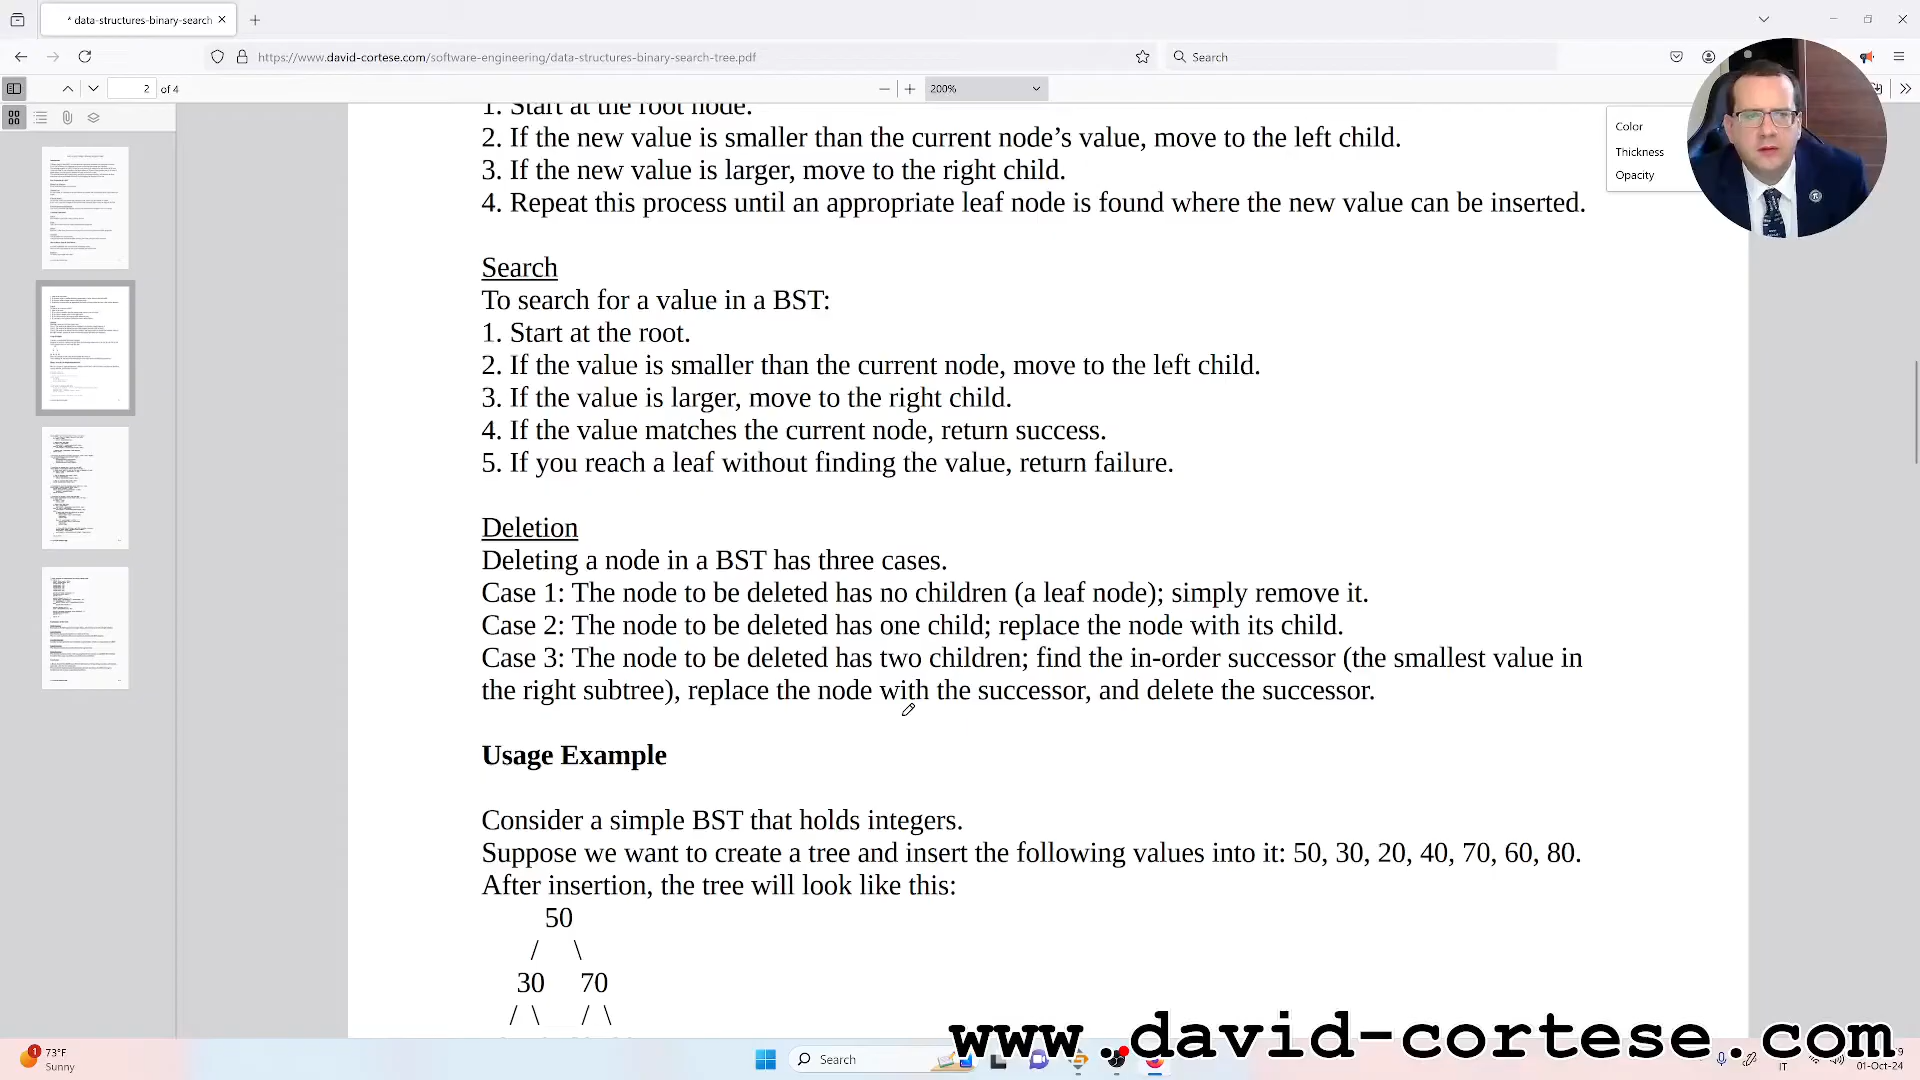 * data-structures-binary-search
https://www.david-cortese.com/software-engineering/data-structures-binary-search-tree.pdf
Search
2 of 4
200%
Color
Thickness
Opacity
1. Start at the root node.
2. If the new value is smaller than the current node’s value, move to the left child.
3. If the new value is larger, move to the right child.
4. Repeat this process until an appropriate leaf node is found where the new value can be inserted.
Search
To search for a value in a BST:
1. Start at the root.
2. If the value is smaller than the current node, move to the left child.
3. If the value is larger, move to the right child.
4. If the value matches the current node, return success.
5. If you reach a leaf without finding the value, return failure.
Deletion
Deleting a node in a BST has three cases.
Case 1: The node to be deleted has no children (a leaf node); simply remove it.
Case 2: The node to be deleted has one child; replace the node with its child.
Case 3: The node to be deleted has two children; find the in-order successor (the smallest value in
the right subtree), replace the node with the successor, and delete the successor.
Usage Example
Consider a simple BST that holds integers.
Suppose we want to create a tree and insert the following values into it: 50, 30, 20, 40, 70, 60, 80.
After insertion, the tree will look like this:
50
/ \
30 70
/ \ / \
www.david-cortese.com
1
73°F
Sunny
Search
IT
01-Oct-24